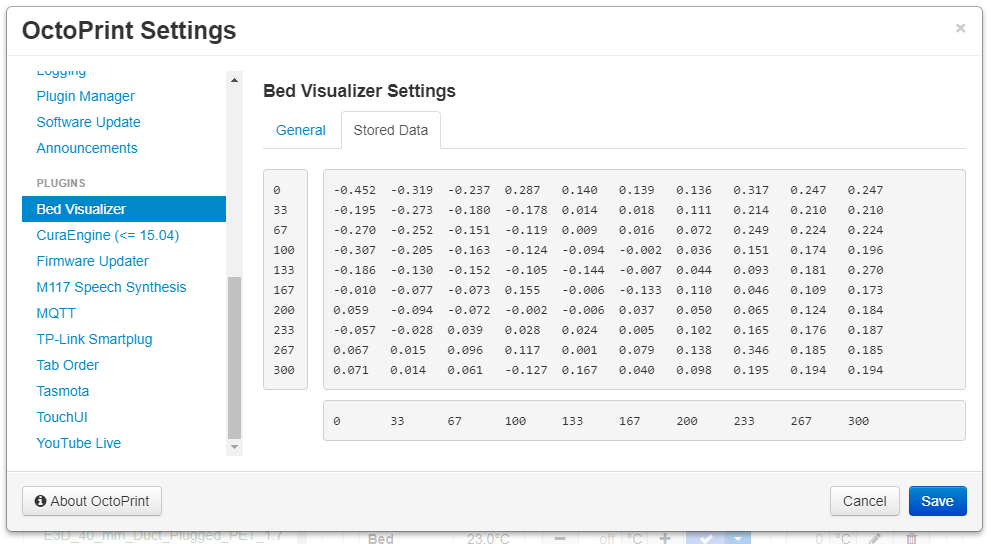 OctoPrint Settings
×
Logging
Plugin Manager
Software Update
Announcements
PLUGINS
Bed Visualizer
CuraEngine (<= 15.04)
Firmware Updater
M117 Speech Synthesis
MQTT
TP-Link Smartplug
Tab Order
Tasmota
TouchUI
YouTube Live
Bed Visualizer Settings
General Stored Data
0 -0.452 -0.319 -0.237 0.287 0.140 0.139 0.136 0.317 0.247 0.247
33 -0.195 -0.273 -0.180 -0.178 0.014 0.018 0.111 0.214 0.210 0.210
67 -0.270 -0.252 -0.151 -0.119 0.009 0.016 0.072 0.249 0.224 0.224
100 -0.307 -0.205 -0.163 -0.124 -0.094 -0.002 0.036 0.151 0.174 0.196
133 -0.186 -0.130 -0.152 -0.105 -0.144 -0.007 0.044 0.093 0.181 0.270
167 -0.010 -0.077 -0.073 0.155 -0.006 -0.133 0.110 0.046 0.109 0.173
200 0.059 -0.094 -0.072 -0.002 -0.006 0.037 0.050 0.065 0.124 0.184
233 -0.057 -0.028 0.039 0.028 0.024 0.005 0.102 0.165 0.176 0.187
267 0.067 0.015 0.096 0.117 0.001 0.079 0.138 0.346 0.185 0.185
300 0.071 0.014 0.061 -0.127 0.167 0.040 0.098 0.195 0.194 0.194
0 33 67 100 133 167 200 233 267 300
About OctoPrint Cancel Save
E3D_40_mm_Duct_Plugged_PET_1.7 Bed 23.0°C off °C 0 °C